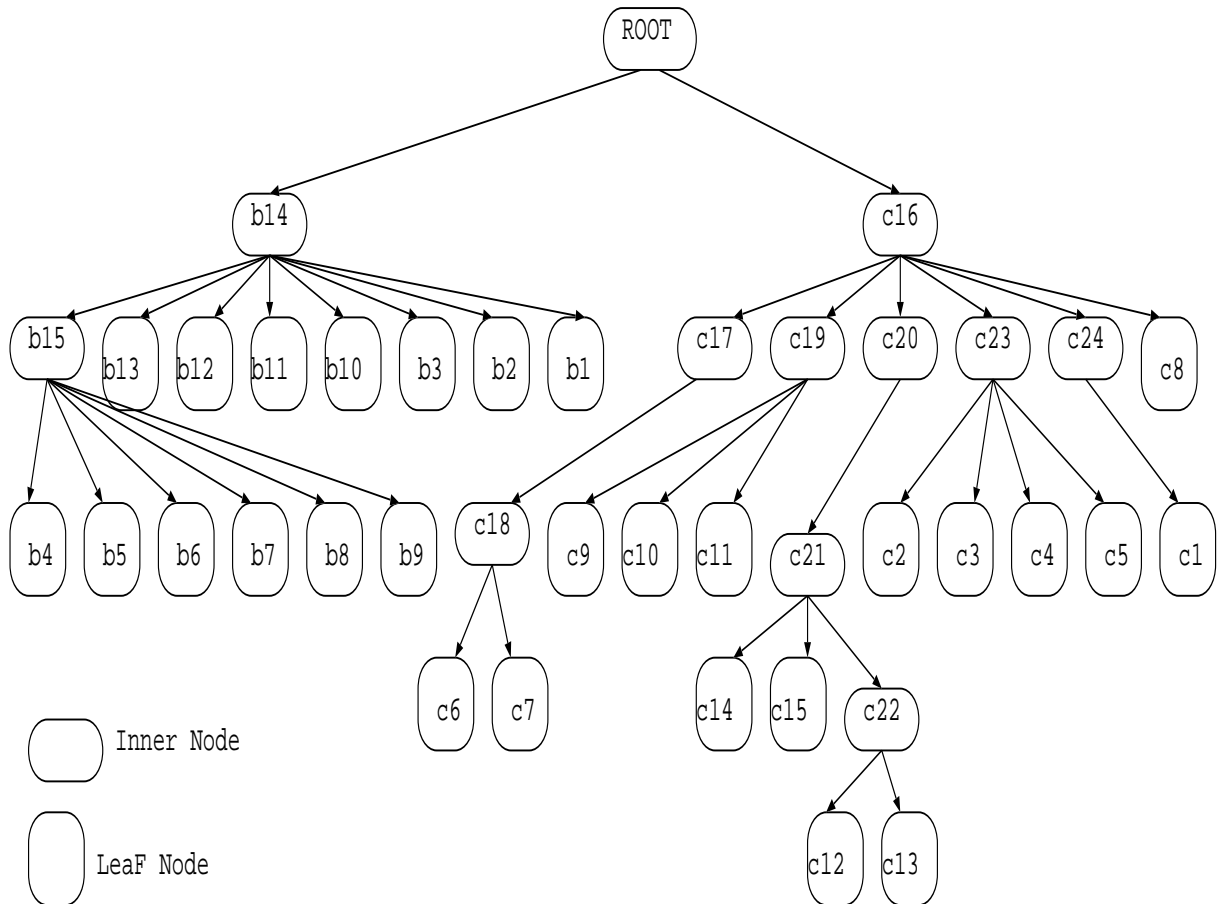 ROOT
b14 c16
b15 b13 b12 b11 b10 b3 b2 b1 c17 c19 c20 c23 c24 c8
b4 b5 b6 b7 b8 b9 c18 c9 c10 c11 c21 c2 c3 c4 c5 c1
c6 c7 c14 c15 c22
Inner Node
c12 c13
LeaF Node